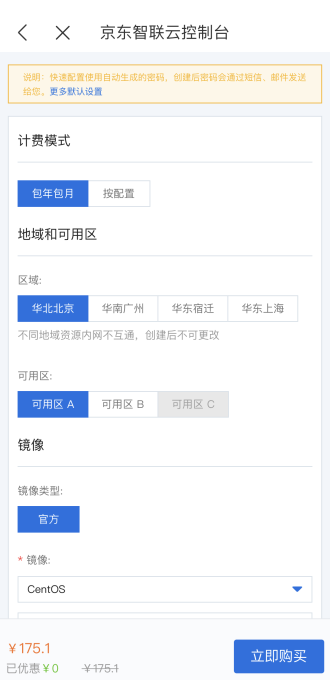 京东智联云控制台
说明：快速配置使用自动生成的密码，创建后密码会通过短信、邮件发送
给您。更多默认设置
计费模式
包年包月 按配置
地域和可用区
区域:
华北北京 华南广州 华东宿迁 华东上海
不同地域资源内网不互通，创建后不可更改
可用区:
可用区 A 可用区 B 可用区 C
镜像
镜像类型:
官方
* 镜像:
CentOS
￥175.1
已优惠￥0 ￥175.1
立即购买